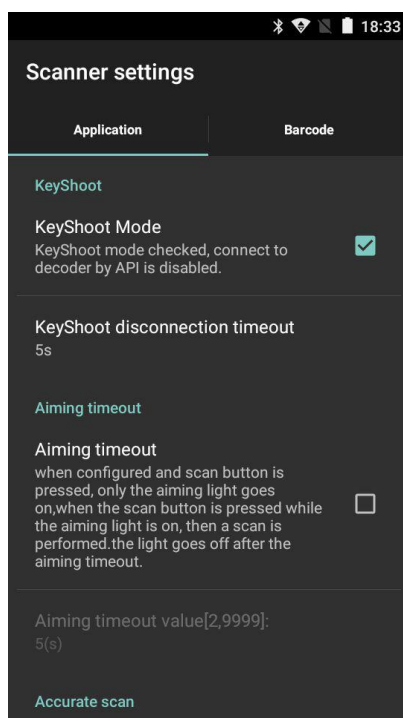 18:33
Scanner settings
Application
Barcode
KeyShoot
KeyShoot Mode
KeyShoot mode checked, connect to
decoder by API is disabled.
KeyShoot disconnection timeout
5s
Aiming timeout
Aiming timeout
when configured and scan button is
pressed, only the aiming light goes
on,when the scan button is pressed while
the aiming light is on, then a scan is
performed.the light goes off after the
aiming timeout.
Aiming timeout value[2,9999]:
5(s)
Accurate scan